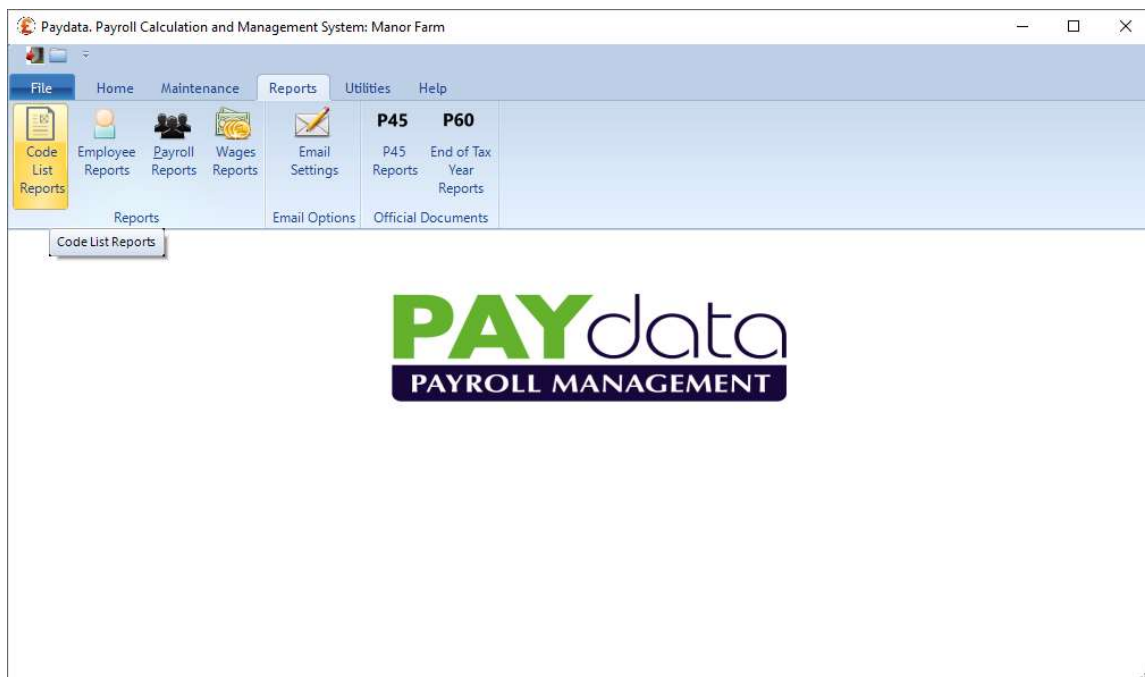 Paydata. Payroll Calculation and Management System: Manor Farm
File Home Maintenance Reports Utilities Help
P45 P60
Code Employee Payroll Wages Email P45 End of Tax
List Reports Reports Reports Settings Reports Year
Reports Reports
Reports Email Options Official Documents
Code List Reports
PAYdata
PAYROLL MANAGEMENT